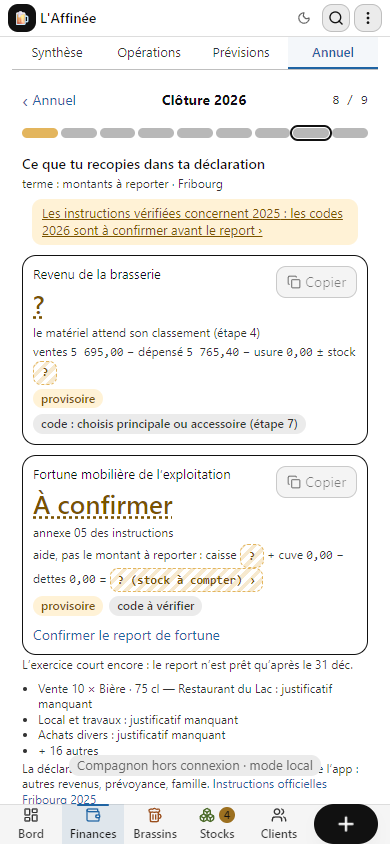 L'Affinée
Synthèse Opérations Prévisions Annuel
‹ Annuel Clôture 2026 8 / 9
Ce que tu recopies dans ta déclaration
terme : montants à reporter · Fribourg
Les instructions vérifiées concernent 2025 : les codes
2026 sont à confirmer avant le report ›
Revenu de la brasserie Copier
?
le matériel attend son classement (étape 4)
ventes 5 695,00 − dépensé 5 765,40 − usure 0,00 ± stock
?
provisoire
code : choisis principale ou accessoire (étape 7)
Fortune mobilière de l'exploitation Copier
À confirmer
annexe 05 des instructions
aide, pas le montant à reporter : caisse ? + cuve 0,00 −
dettes 0,00 = ? (stock à compter) ›
provisoire code à vérifier
Confirmer le report de fortune
L'exercice court encore : le report n'est prêt qu'après le 31 déc.
• Vente 10 × Bière · 75 cl — Restaurant du Lac : justificatif
manquant
• Local et travaux : justificatif manquant
• Achats divers : justificatif manquant
• + 16 autres
Compagnon hors connexion · mode local
La déclar l'app :
autres revenus, prévoyance, famille. Instructions officielles
Fribourg 2025
4
Bord Finances Brassins Stocks Clients +